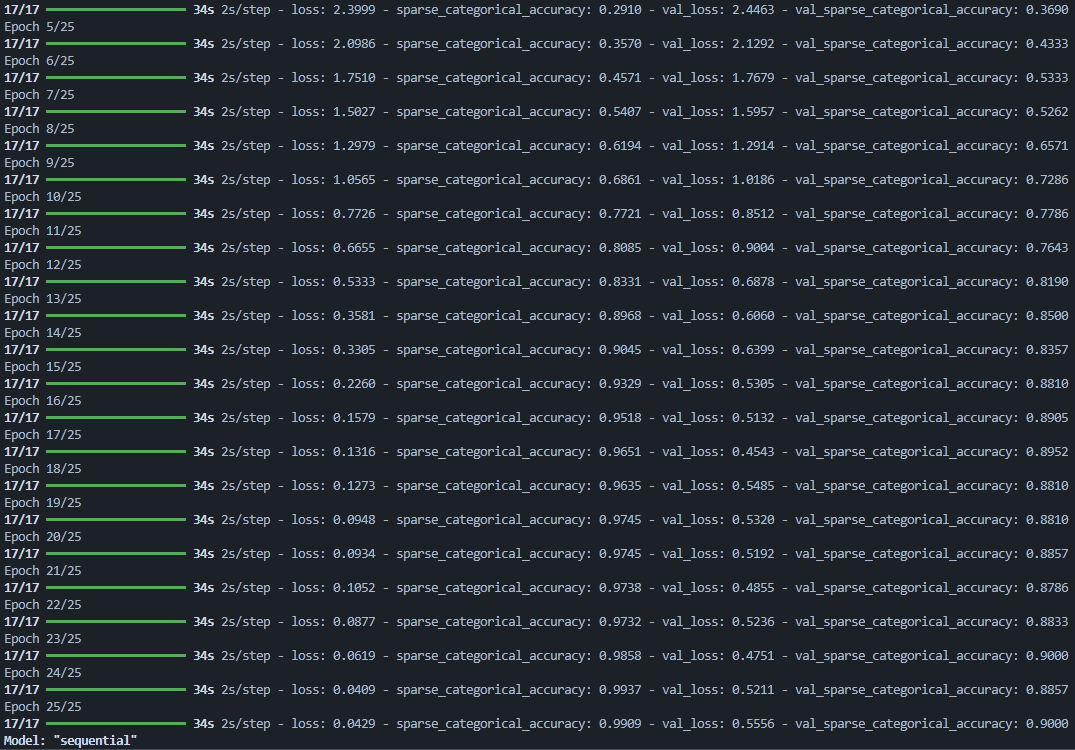 17/17 34s 2s/step - loss: 2.3999 - sparse_categorical_accuracy: 0.2910 - val_loss: 2.4463 - val_sparse_categorical_accuracy: 0.3690
Epoch 5/25
17/17 34s 2s/step - loss: 2.0986 - sparse_categorical_accuracy: 0.3570 - val_loss: 2.1292 - val_sparse_categorical_accuracy: 0.4333
Epoch 6/25
17/17 34s 2s/step - loss: 1.7510 - sparse_categorical_accuracy: 0.4571 - val_loss: 1.7679 - val_sparse_categorical_accuracy: 0.5333
Epoch 7/25
17/17 34s 2s/step - loss: 1.5027 - sparse_categorical_accuracy: 0.5407 - val_loss: 1.5957 - val_sparse_categorical_accuracy: 0.5262
Epoch 8/25
17/17 34s 2s/step - loss: 1.2979 - sparse_categorical_accuracy: 0.6194 - val_loss: 1.2914 - val_sparse_categorical_accuracy: 0.6571
Epoch 9/25
17/17 34s 2s/step - loss: 1.0565 - sparse_categorical_accuracy: 0.6861 - val_loss: 1.0186 - val_sparse_categorical_accuracy: 0.7286
Epoch 10/25
17/17 34s 2s/step - loss: 0.7726 - sparse_categorical_accuracy: 0.7721 - val_loss: 0.8512 - val_sparse_categorical_accuracy: 0.7786
Epoch 11/25
17/17 34s 2s/step - loss: 0.6655 - sparse_categorical_accuracy: 0.8085 - val_loss: 0.9004 - val_sparse_categorical_accuracy: 0.7643
Epoch 12/25
17/17 34s 2s/step - loss: 0.5333 - sparse_categorical_accuracy: 0.8331 - val_loss: 0.6878 - val_sparse_categorical_accuracy: 0.8190
Epoch 13/25
17/17 34s 2s/step - loss: 0.3581 - sparse_categorical_accuracy: 0.8968 - val_loss: 0.6060 - val_sparse_categorical_accuracy: 0.8500
Epoch 14/25
17/17 34s 2s/step - loss: 0.3305 - sparse_categorical_accuracy: 0.9045 - val_loss: 0.6399 - val_sparse_categorical_accuracy: 0.8357
Epoch 15/25
17/17 34s 2s/step - loss: 0.2260 - sparse_categorical_accuracy: 0.9329 - val_loss: 0.5305 - val_sparse_categorical_accuracy: 0.8810
Epoch 16/25
17/17 34s 2s/step - loss: 0.1579 - sparse_categorical_accuracy: 0.9518 - val_loss: 0.5132 - val_sparse_categorical_accuracy: 0.8905
Epoch 17/25
17/17 34s 2s/step - loss: 0.1316 - sparse_categorical_accuracy: 0.9651 - val_loss: 0.4543 - val_sparse_categorical_accuracy: 0.8952
Epoch 18/25
17/17 34s 2s/step - loss: 0.1273 - sparse_categorical_accuracy: 0.9635 - val_loss: 0.5485 - val_sparse_categorical_accuracy: 0.8810
Epoch 19/25
17/17 34s 2s/step - loss: 0.0948 - sparse_categorical_accuracy: 0.9745 - val_loss: 0.5320 - val_sparse_categorical_accuracy: 0.8810
Epoch 20/25
17/17 34s 2s/step - loss: 0.0934 - sparse_categorical_accuracy: 0.9745 - val_loss: 0.5192 - val_sparse_categorical_accuracy: 0.8857
Epoch 21/25
17/17 34s 2s/step - loss: 0.1052 - sparse_categorical_accuracy: 0.9738 - val_loss: 0.4855 - val_sparse_categorical_accuracy: 0.8786
Epoch 22/25
17/17 34s 2s/step - loss: 0.0877 - sparse_categorical_accuracy: 0.9732 - val_loss: 0.5236 - val_sparse_categorical_accuracy: 0.8833
Epoch 23/25
17/17 34s 2s/step - loss: 0.0619 - sparse_categorical_accuracy: 0.9858 - val_loss: 0.4751 - val_sparse_categorical_accuracy: 0.9000
Epoch 24/25
17/17 34s 2s/step - loss: 0.0409 - sparse_categorical_accuracy: 0.9937 - val_loss: 0.5211 - val_sparse_categorical_accuracy: 0.8857
Epoch 25/25
17/17 34s 2s/step - loss: 0.0429 - sparse_categorical_accuracy: 0.9909 - val_loss: 0.5556 - val_sparse_categorical_accuracy: 0.9000
Model: "sequential"